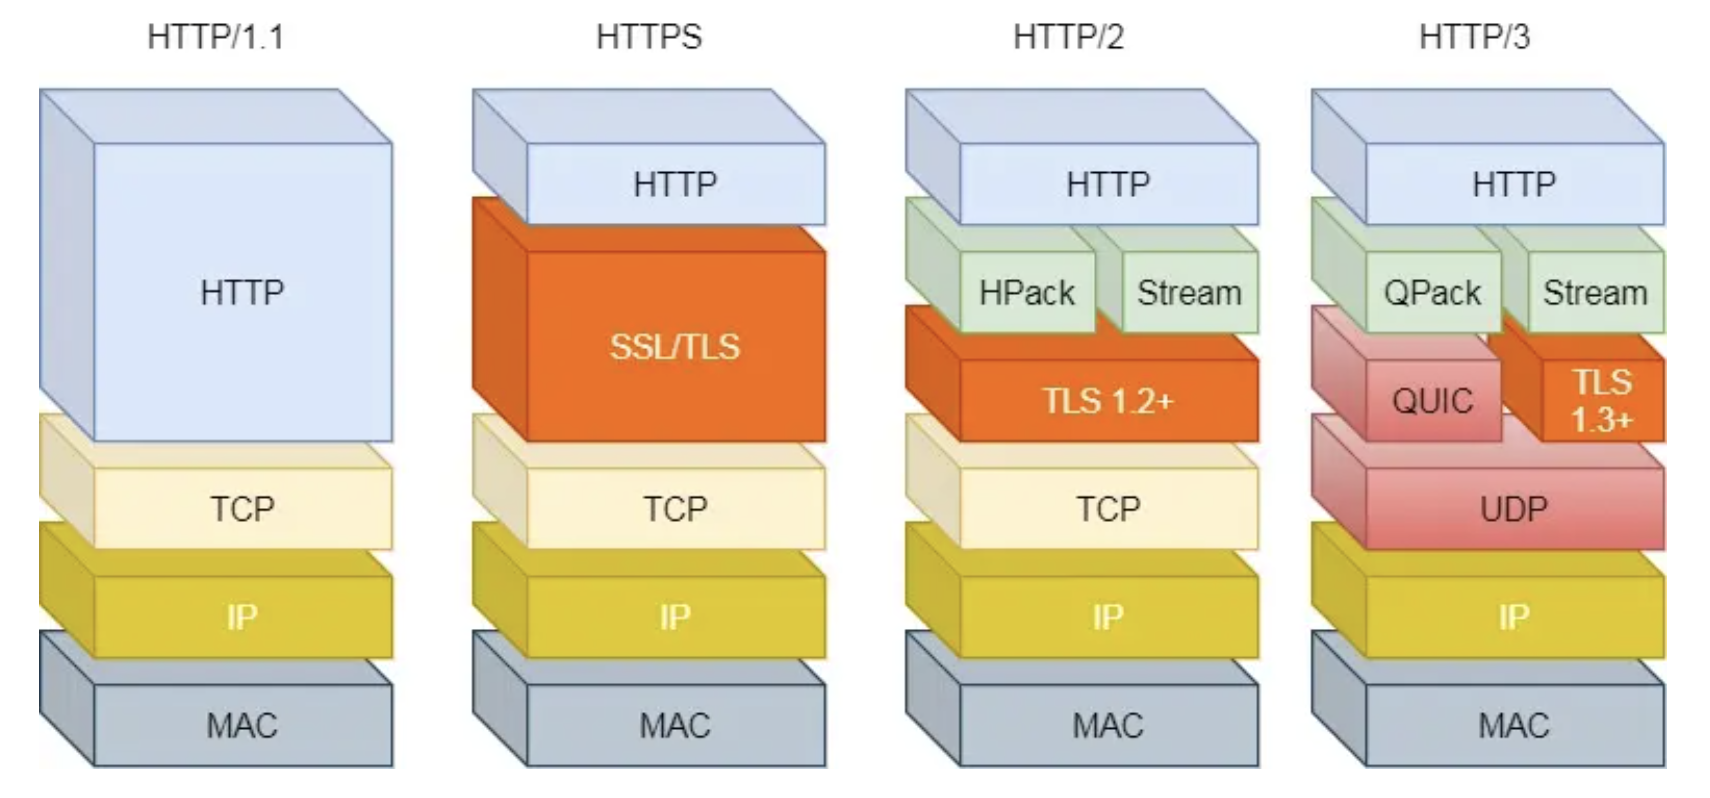 HTTP/1.1
HTTP
TCP
IP
MAC
HTTPS
HTTP
SSL/TLS
TCP
IP
MAC
HTTP/2
HTTP
HPack
Stream
TLS 1.2+
TCP
IP
MAC
HTTP/3
HTTP
QPack
Stream
QUIC
TLS
1.3+
UDP
IP
MAC